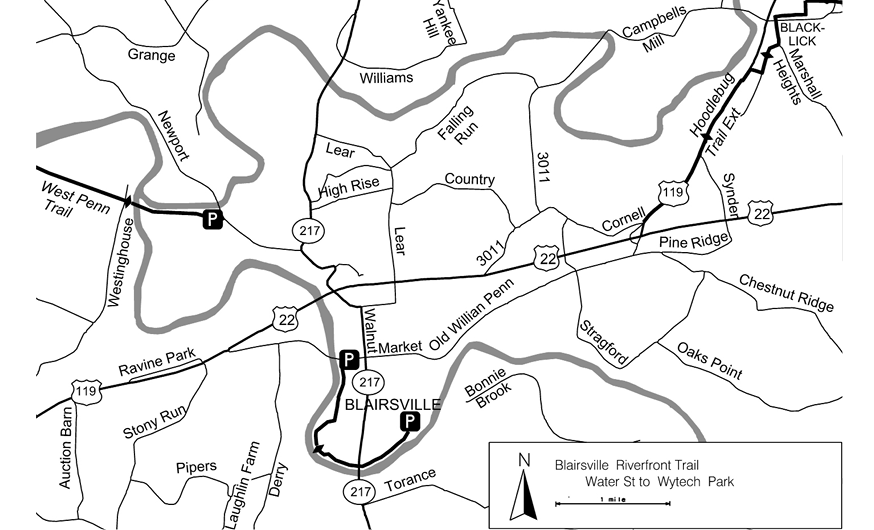 Yankee
Hill
Campbells
Mill
BLACK-
LICK
Grange
Williams
Marshall
Heights
Newport
Falling
Run
Hoodlebug
Trail Ext
Lear
3011
High Rise
Country
119
Synder
West Penn
Trail
P
Cornell
22
217
Pine Ridge
Lear
3011
22
Westinghouse
Chestnut Ridge
22
Walnut
Old Willian Penn
Stragford
Ravine Park
P
Market
Oaks Point
119
217
Bonnie
Brook
BLAIRSVILLE
P
Stony Run
Auction Barn
Pipers
Laughlin Farm
Derry
217
Torance
N
Blairsville Riverfront Trail
Water St to Wytech Park
1 mile